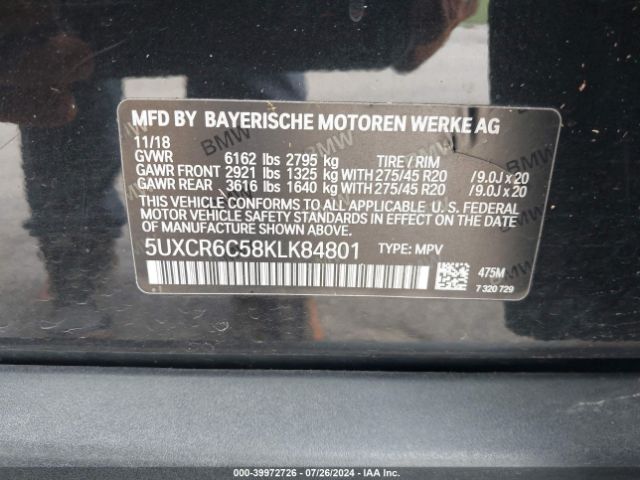 MFD BY BAYERISCHE MOTOREN WERKE AG
11/18
GVWR 6162 lbs 2795 kg TIRE / RIM
GAWR FRONT 2921 lbs 1325 kg WITH 275/45 R20 /9.0J x 20
GAWR REAR 3616 lbs 1640 kg WITH 275/45 R20 /9.0J x 20
THIS VEHICLE CONFORMS TO ALL APPLICABLE U. S. FEDERAL
MOTOR VEHICLE SAFETY STANDARDS IN EFFECT ON THE DATE
OF MANUFACTURE SHOWN ABOVE.
5UXCR6C58KLK84801 TYPE: MPV
475M
7 320 729
000-39972726 - 07/26/2024 - IAAI.COM